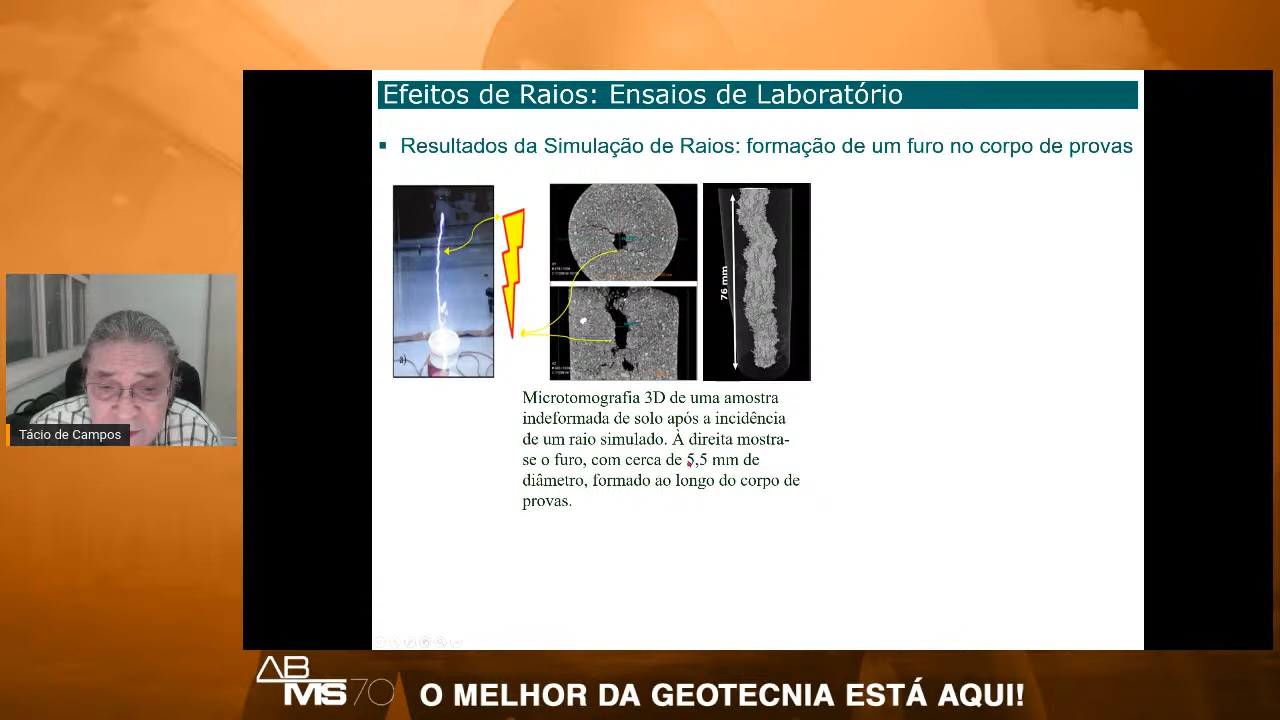 Efeitos de Raios: Ensaios de Laboratório
▪ Resultados da Simulação de Raios: formação de um furo no corpo de provas
a)
76 mm
Microtomografia 3D de uma amostra
indeformada de solo após a incidência
de um raio simulado. À direita mostra-
se o furo, com cerca de 5,5 mm de
diâmetro, formado ao longo do corpo de
provas.
Tácio de Campos
ABMS70
O MELHOR DA GEOTECNIA ESTÁ AQUI!